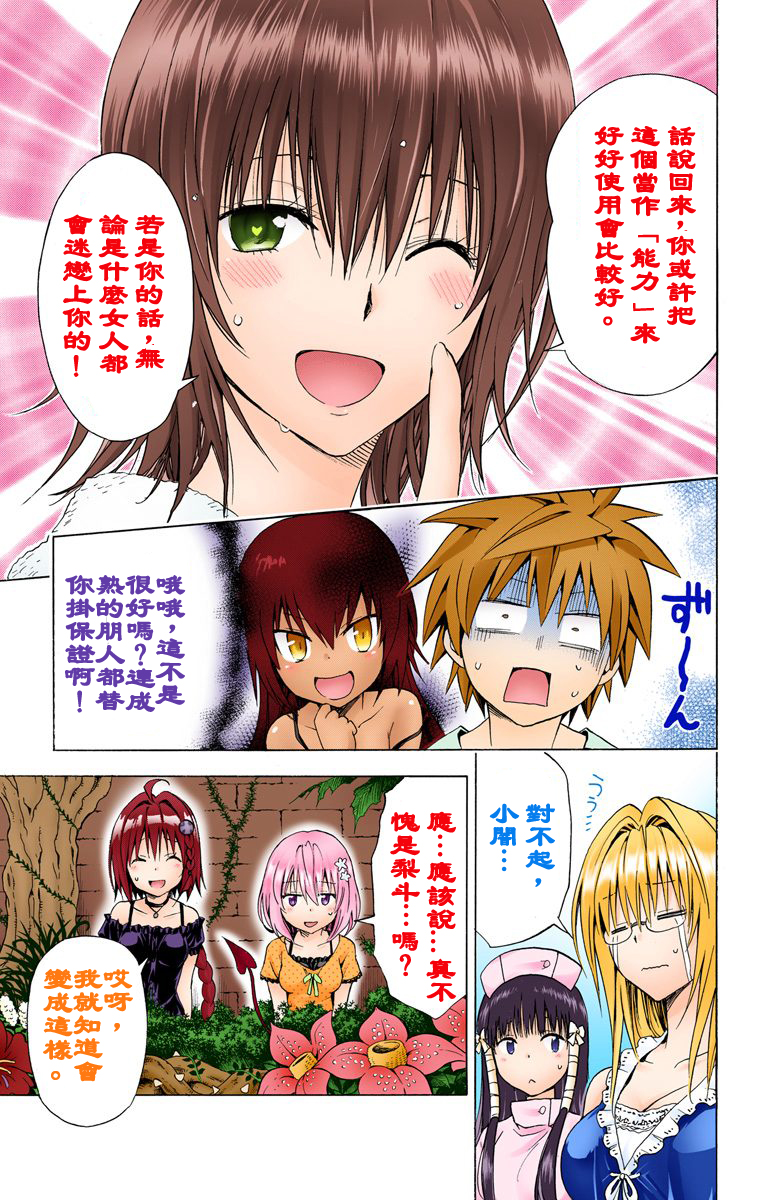 話說回來，你或許把
這個當作「能力」來
好好使用會比較好。
若是你的話，無
論是什麼女人都
會迷戀上你的！
哦哦，這不是
很好嗎？連成
熟的朋人都替
你掛保證啊！
ず～ん
對不起，
小闇…
うぅ…
應…應該說…真不
愧是梨斗…嗎？
哎呀，
我就知道會
變成這樣。